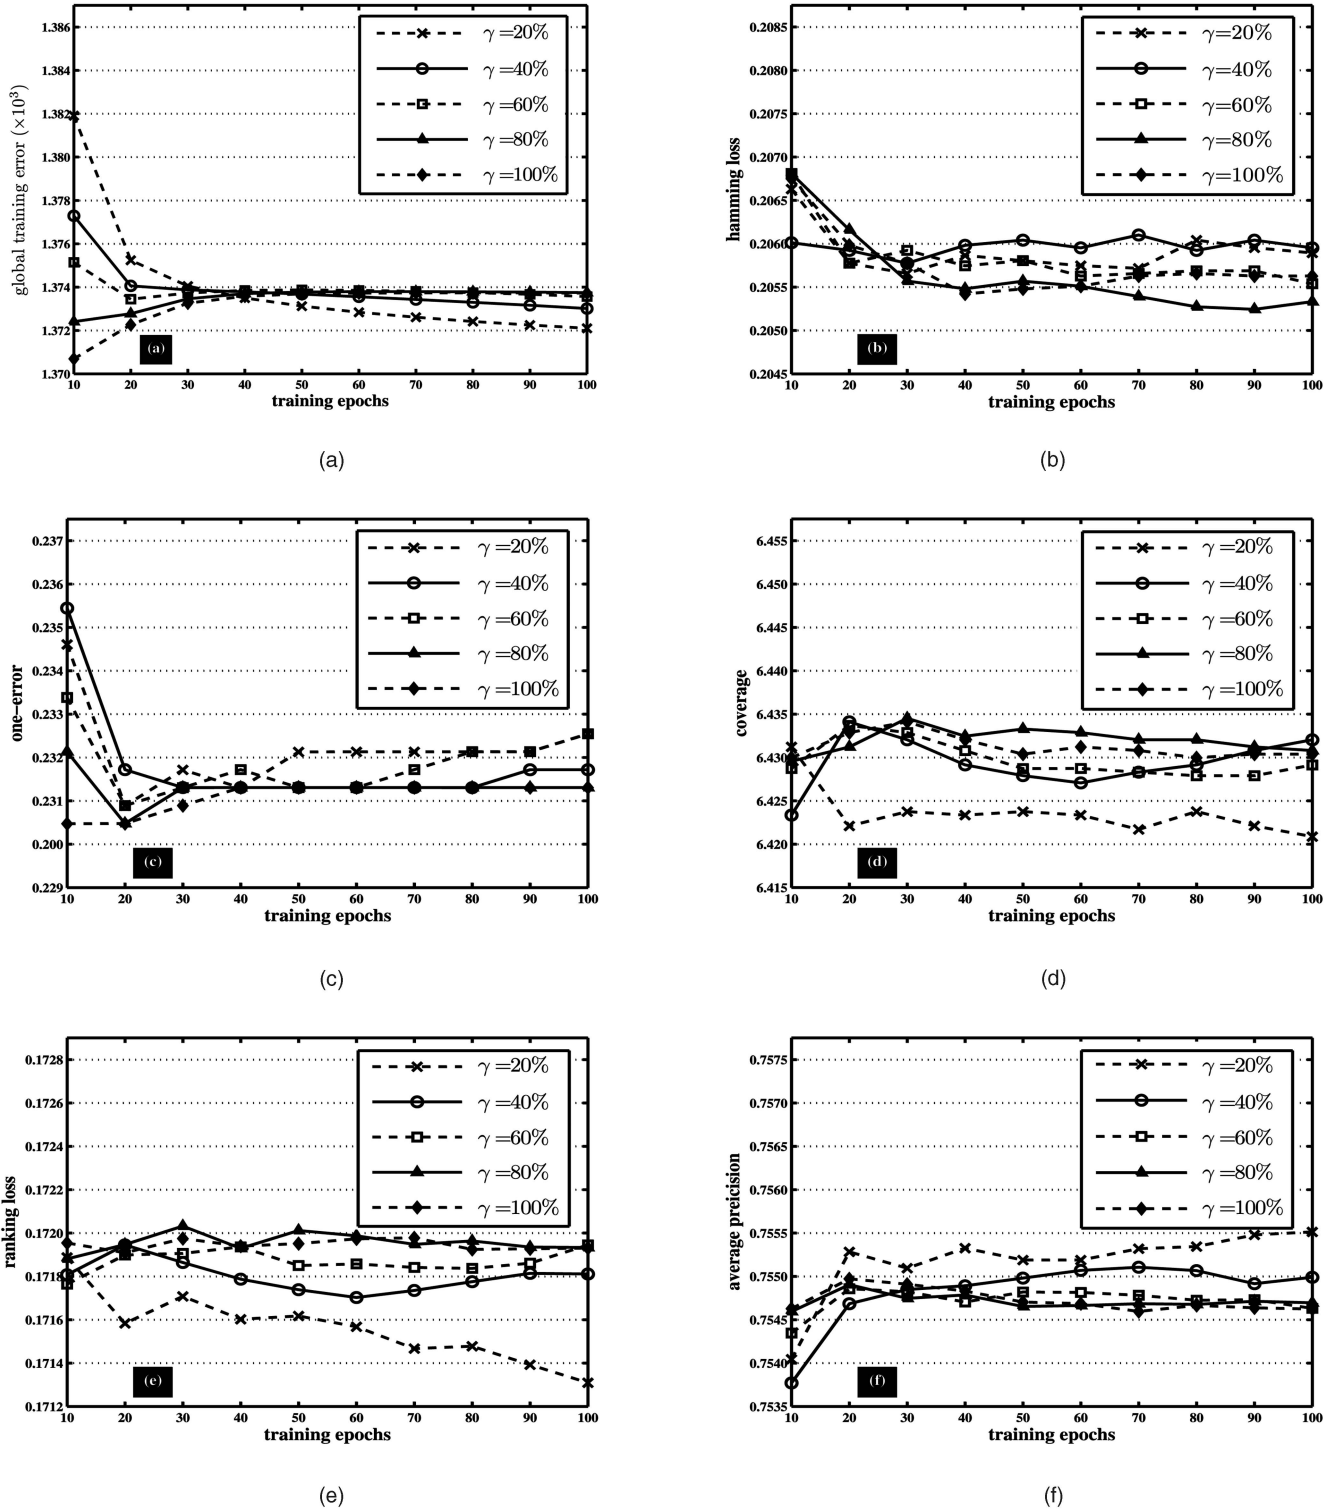 global training error (×10³)
1.386
1.384
1.382
1.380
1.378
1.376
1.374
1.372
1.370
γ=20%
γ=40%
γ=60%
γ=80%
γ=100%
(a)
10 20 30 40 50 60 70 80 90 100
training epochs
(a)
hamming loss
0.2085
0.2080
0.2075
0.2070
0.2065
0.2060
0.2055
0.2050
0.2045
γ=20%
γ=40%
γ=60%
γ=80%
γ=100%
(b)
10 20 30 40 50 60 70 80 90 100
training epochs
(b)
one-error
0.237
0.236
0.235
0.234
0.233
0.232
0.231
0.200
0.229
γ=20%
γ=40%
γ=60%
γ=80%
γ=100%
(c)
10 20 30 40 50 60 70 80 90 100
training epochs
(c)
coverage
6.455
6.450
6.445
6.440
6.435
6.430
6.425
6.420
6.415
γ=20%
γ=40%
γ=60%
γ=80%
γ=100%
(d)
10 20 30 40 50 60 70 80 90 100
training epochs
(d)
ranking loss
0.1728
0.1726
0.1724
0.1722
0.1720
0.1718
0.1716
0.1714
0.1712
γ=20%
γ=40%
γ=60%
γ=80%
γ=100%
(e)
10 20 30 40 50 60 70 80 90 100
training epochs
(e)
average preicision
0.7575
0.7570
0.7565
0.7560
0.7555
0.7550
0.7545
0.7540
0.7535
γ=20%
γ=40%
γ=60%
γ=80%
γ=100%
(f)
10 20 30 40 50 60 70 80 90 100
training epochs
(f)